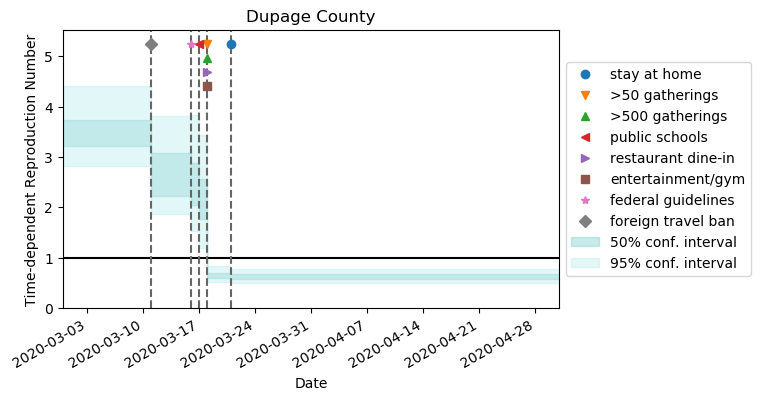 Dupage County
Time-dependent Reproduction Number
5
4
3
2
1
0
2020-03-03
2020-03-10
2020-03-17
2020-03-24
2020-03-31
2020-04-07
2020-04-14
2020-04-21
2020-04-28
Date
stay at home
>50 gatherings
>500 gatherings
public schools
restaurant dine-in
entertainment/gym
federal guidelines
foreign travel ban
50% conf. interval
95% conf. interval